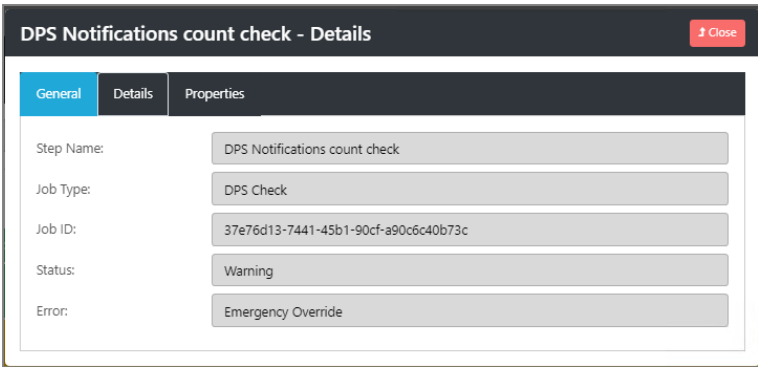 DPS Notifications count check - Details
Close
General Details Properties
Step Name: DPS Notifications count check
Job Type: DPS Check
Job ID: 37e76d13-7441-45b1-90cf-a90c6c40b73c
Status: Warning
Error: Emergency Override